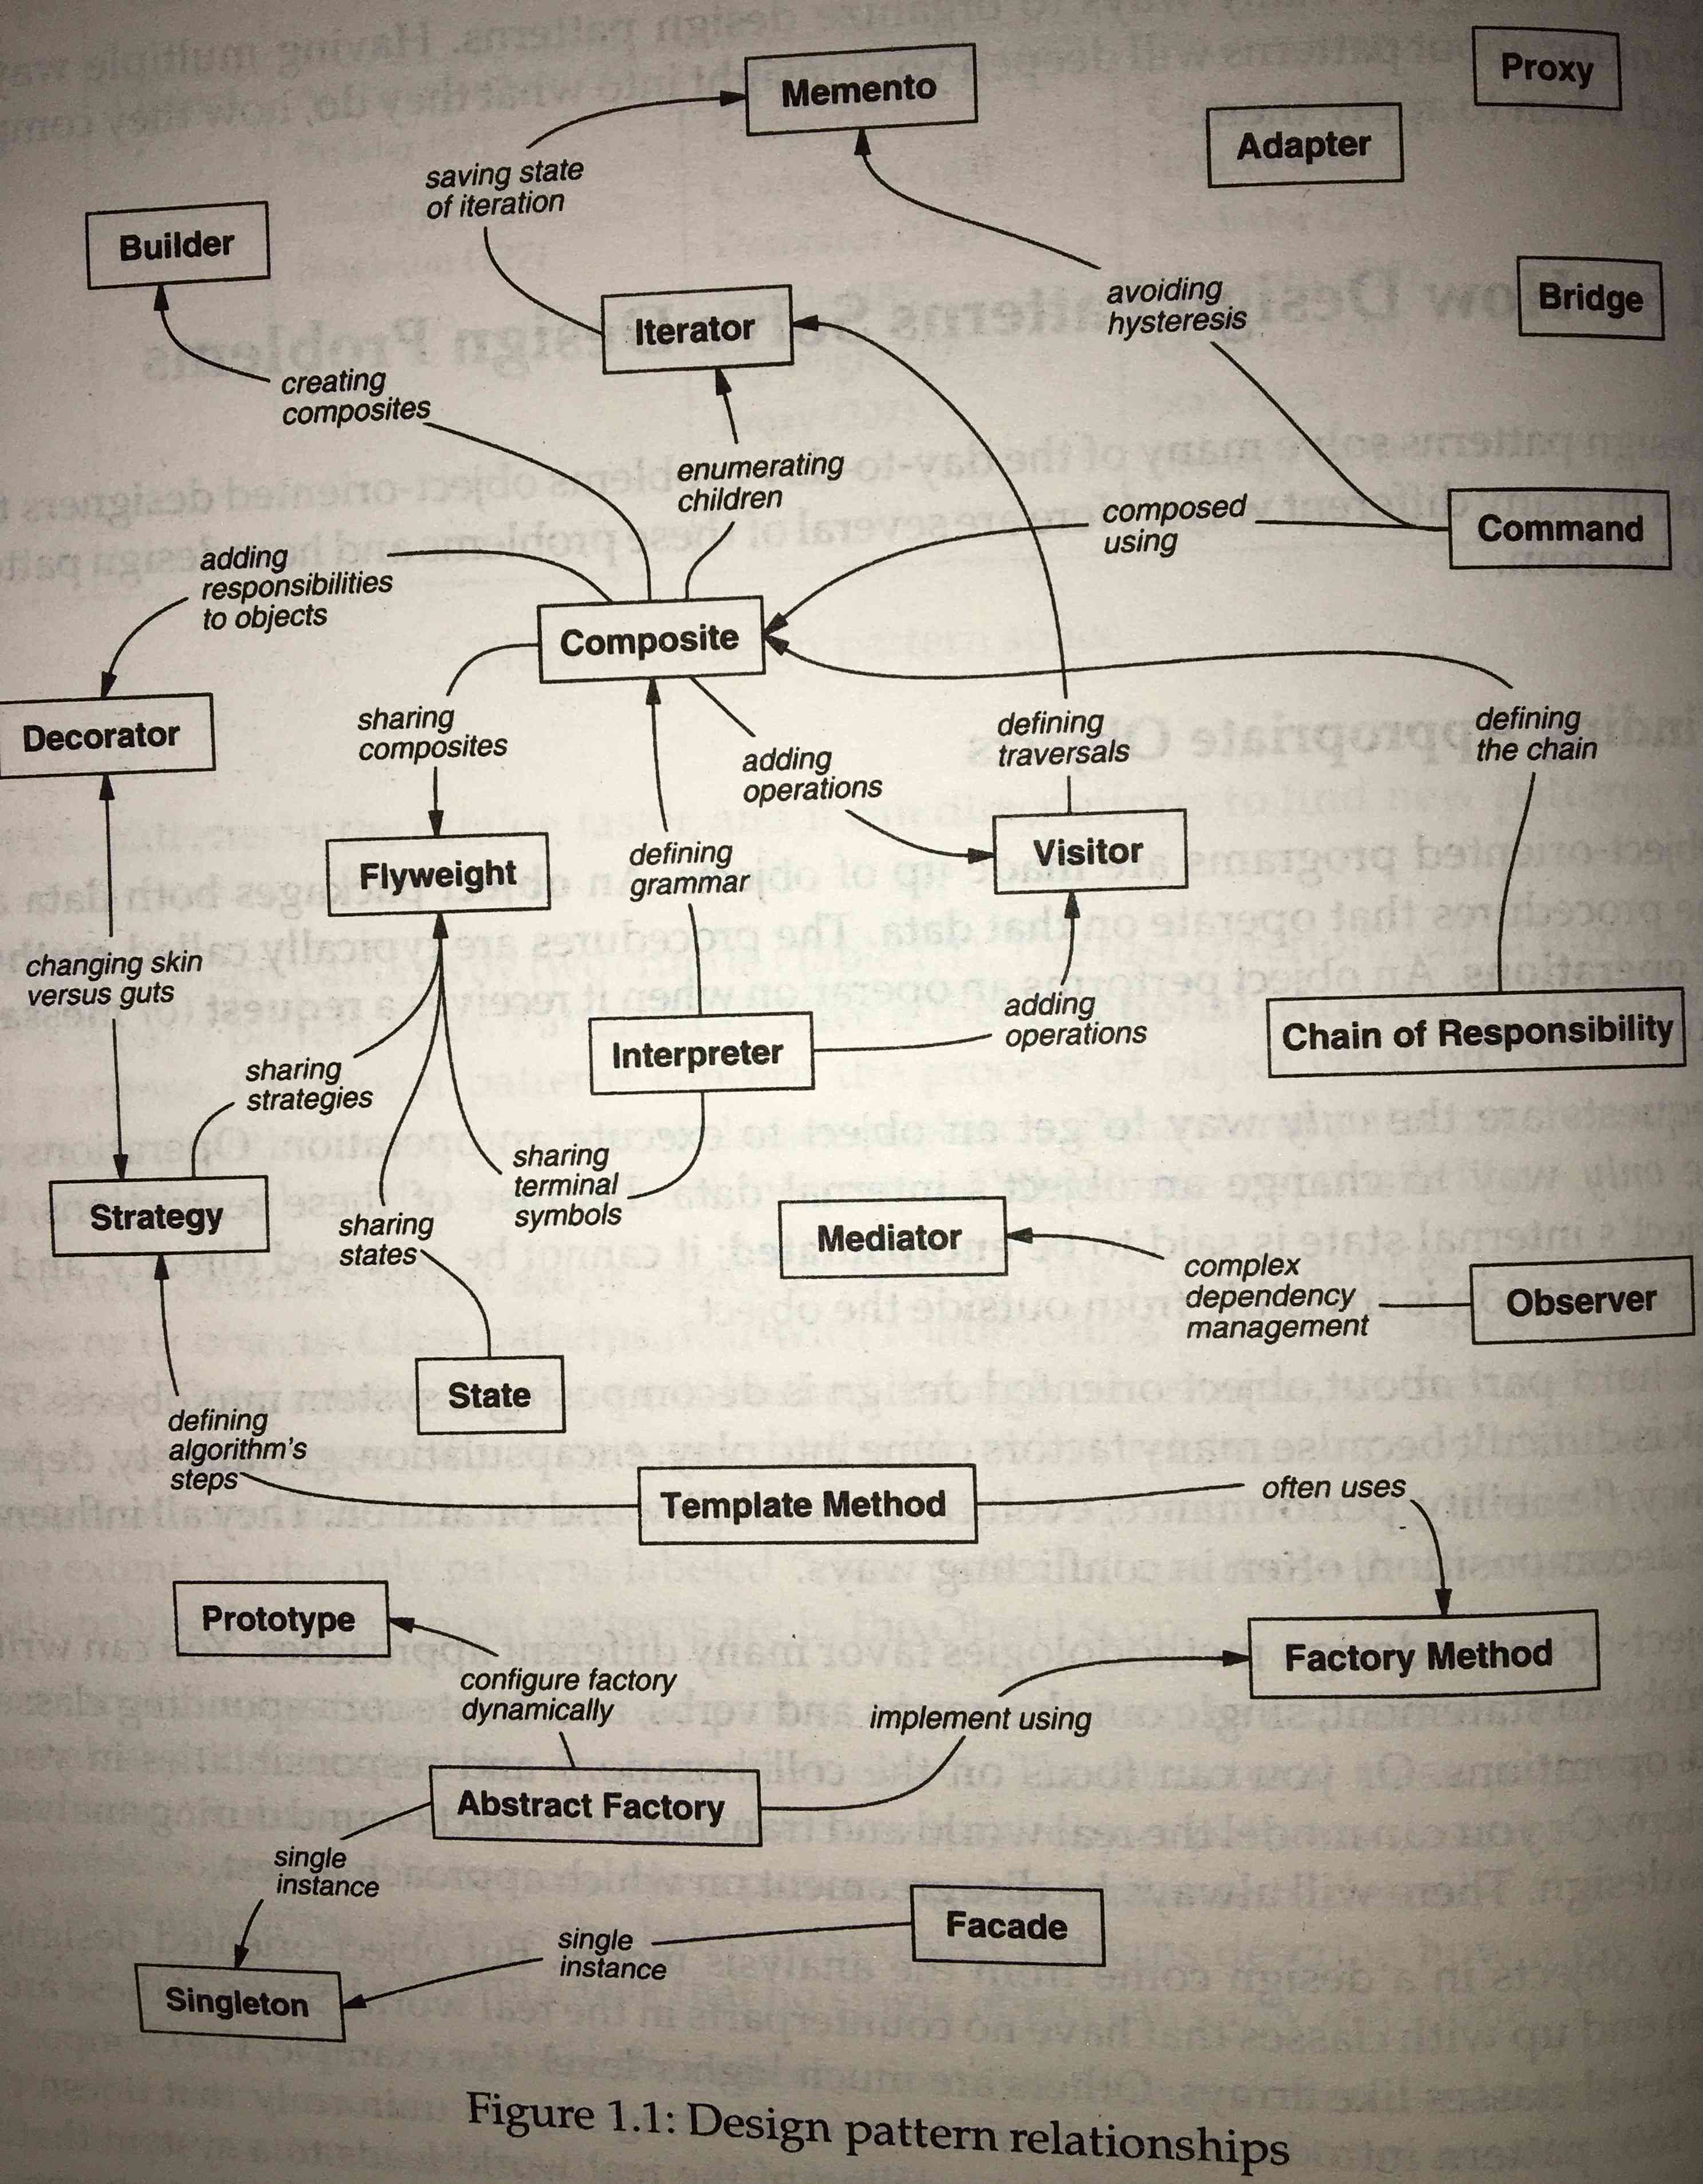 Memento
Proxy
Adapter
saving state
of iteration
Builder
Iterator
avoiding
hysteresis
Bridge
creating
composites
enumerating
children
composed
using
Command
adding
responsibilities
to objects
Composite
Decorator
sharing
composites
adding
operations
defining
traversals
defining
the chain
Flyweight
defining
grammar
Visitor
changing skin
versus guts
adding
operations
Chain of Responsibility
Interpreter
sharing
strategies
sharing
terminal
symbols
Strategy
sharing
states
Mediator
complex
dependency
management
Observer
State
defining
algorithm's
steps
Template Method
often uses
Prototype
Factory Method
configure factory
dynamically
implement using
Abstract Factory
single
instance
Facade
single
instance
Singleton
Figure 1.1: Design pattern relationships